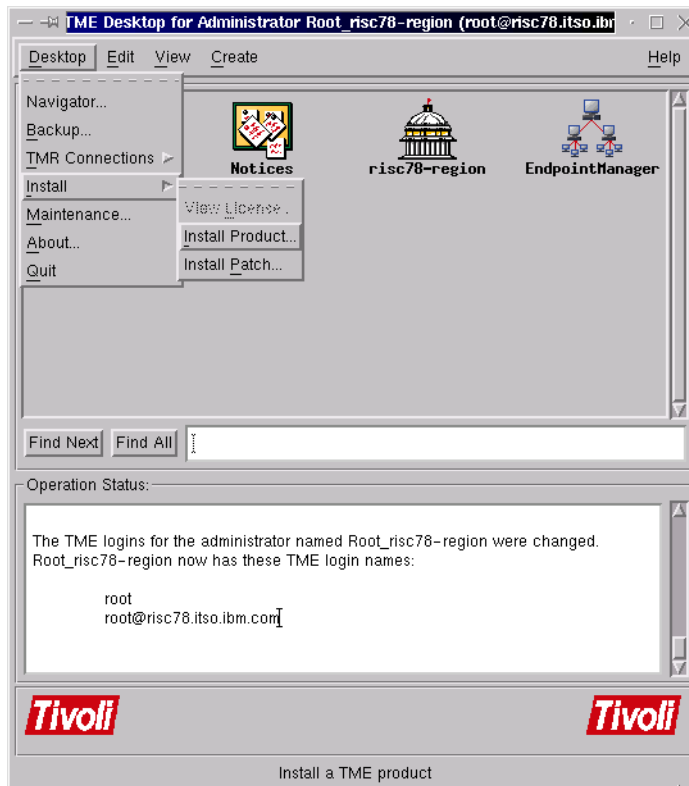 TME Desktop for Administrator Root_risc78-region (root@risc78.itso.ibr
Desktop Edit View Create Help
Navigator...
Backup...
TMR Connections
Install
Maintenance...
About...
Quit
View License .
Install Product...
Install Patch...
Notices
risc78-region
EndpointManager
Find Next Find All
Operation Status:
The TME logins for the administrator named Root_risc78-region were changed.
Root_risc78-region now has these TME login names:
root
root@risc78.itso.ibm.com
Tivoli Tivoli
Install a TME product